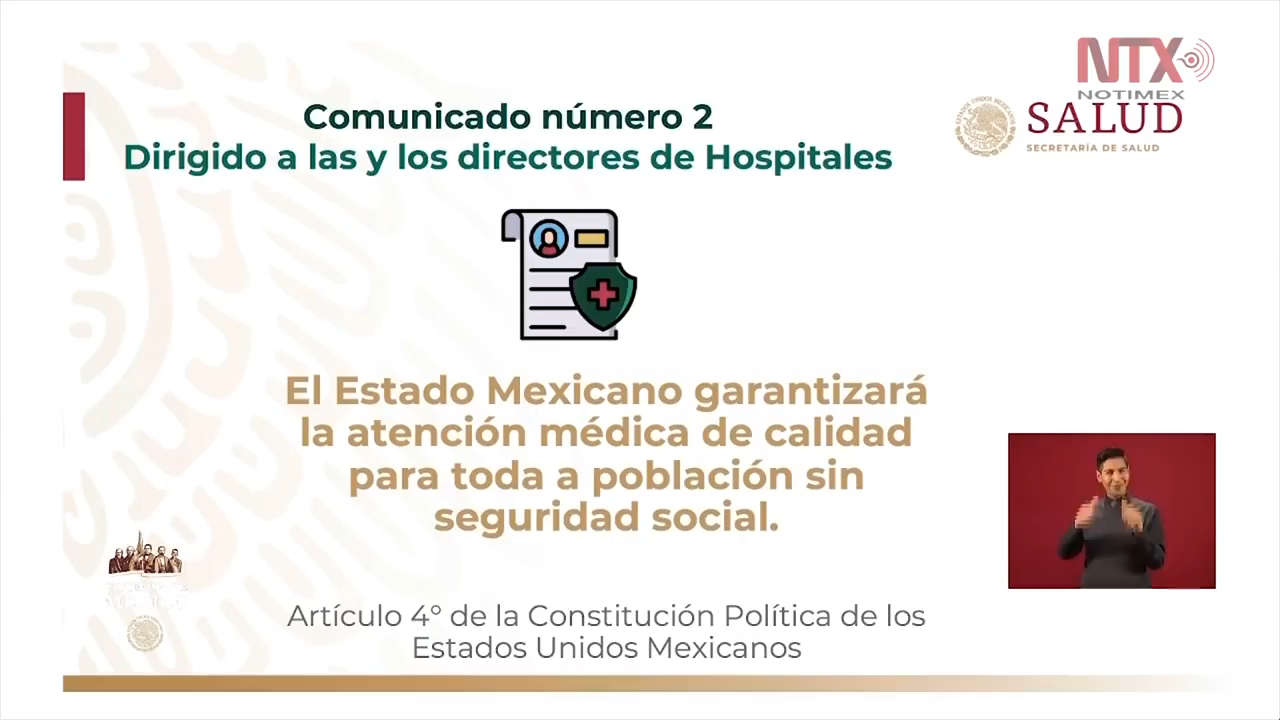 NTX
NOTIMEX
SALUD
SECRETARÍA DE SALUD
Comunicado número 2
Dirigido a las y los directores de Hospitales
El Estado Mexicano garantizará
la atención médica de calidad
para toda a población sin
seguridad social.
Artículo 4º de la Constitución Política de los
Estados Unidos Mexicanos